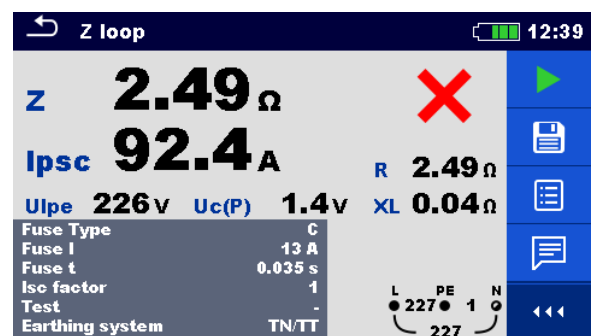 Z loop 12:39
Z 2.49 Ω
Ipsc 92.4 A R 2.49 Ω
Ulpe 226 V Uc(P) 1.4 V XL 0.04 Ω
Fuse Type C
Fuse I 13 A
Fuse t 0.035 s
Isc factor 1
Test -
Earthing system TN/TT
L PE N
227 1
227